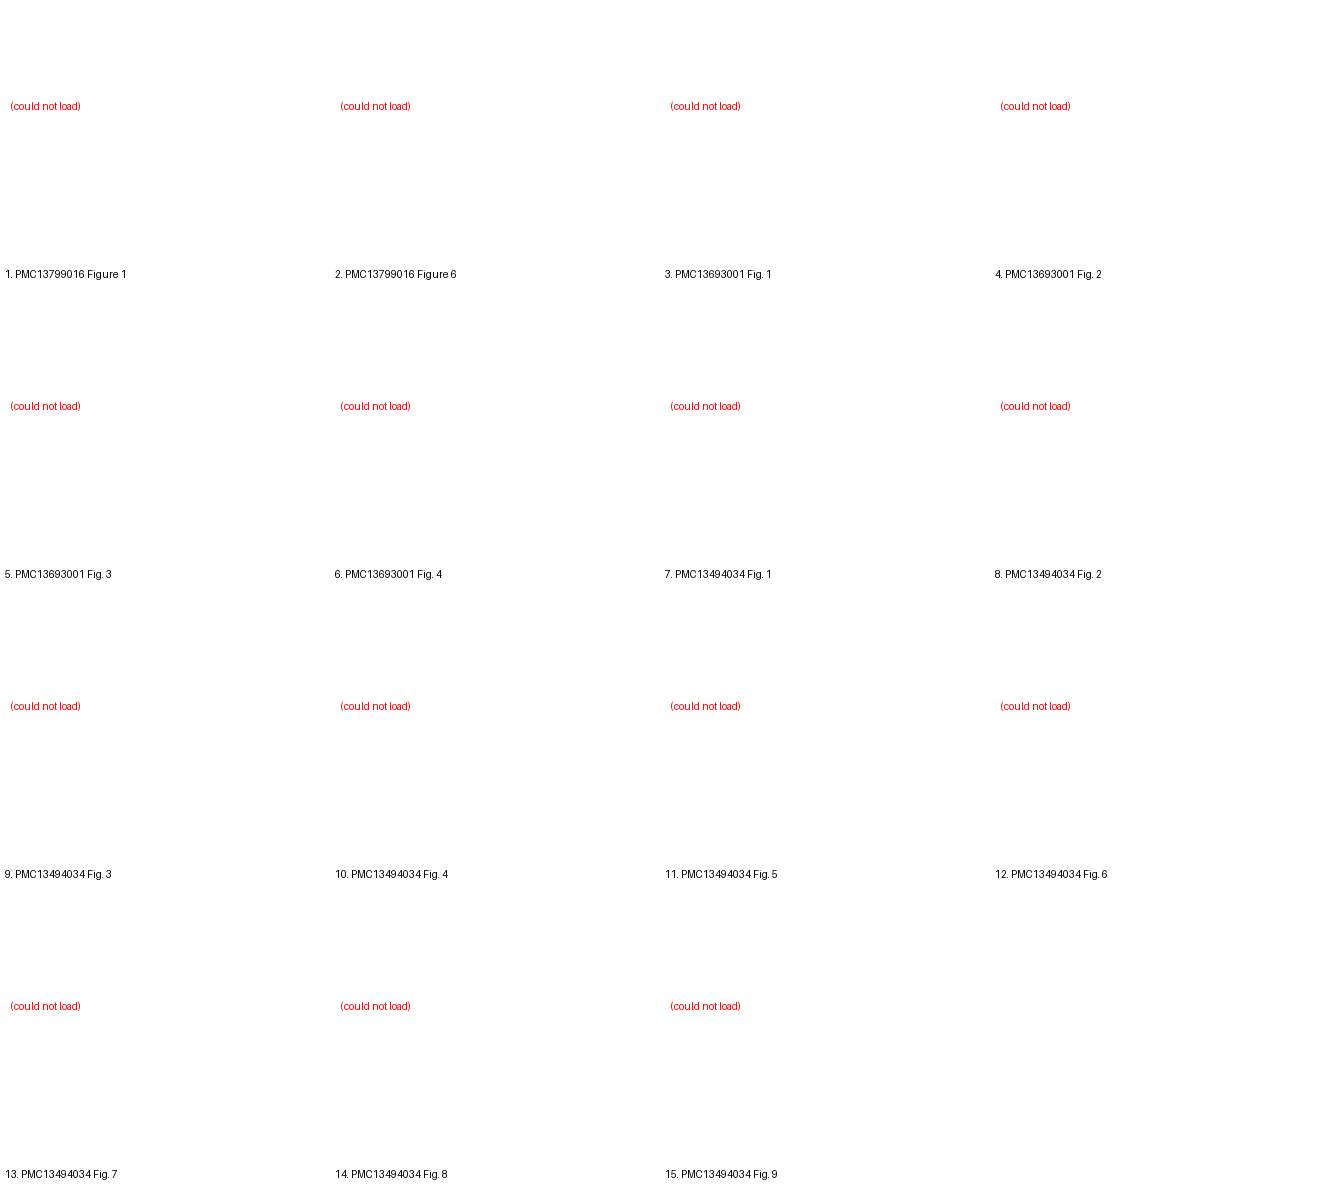 (could not load) (could not load) (could not load) (could not load)
1. PMC13799016 Figure 1 2. PMC13799016 Figure 6 3. PMC13693001 Fig. 1 4. PMC13693001 Fig. 2
(could not load) (could not load) (could not load) (could not load)
5. PMC13693001 Fig. 3 6. PMC13693001 Fig. 4 7. PMC13494034 Fig. 1 8. PMC13494034 Fig. 2
(could not load) (could not load) (could not load) (could not load)
9. PMC13494034 Fig. 3 10. PMC13494034 Fig. 4 11. PMC13494034 Fig. 5 12. PMC13494034 Fig. 6
(could not load) (could not load) (could not load)
13. PMC13494034 Fig. 7 14. PMC13494034 Fig. 8 15. PMC13494034 Fig. 9